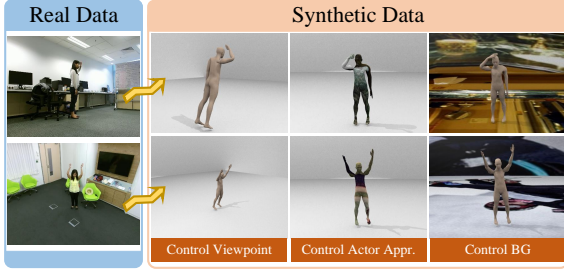 Real Data
Synthetic Data
Control Viewpoint
Control Actor Appr.
Control BG